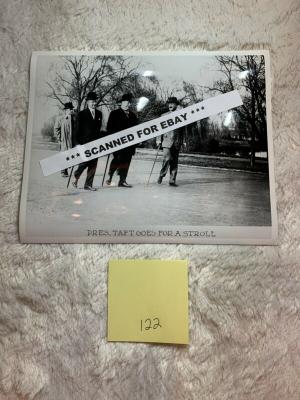 *** SCANNED FOR EBAY ***
PRES. TAFT GOES FOR A STROLL
122